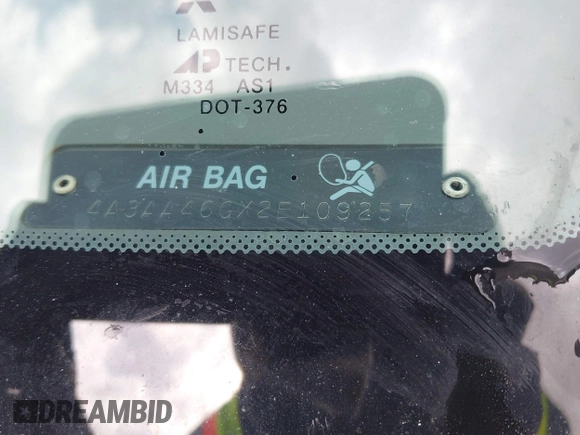 LAMISAFE
AP TECH.
M334 AS1
DOT-376
AIR BAG
4A3AA46GX2E109257
DREAMBID